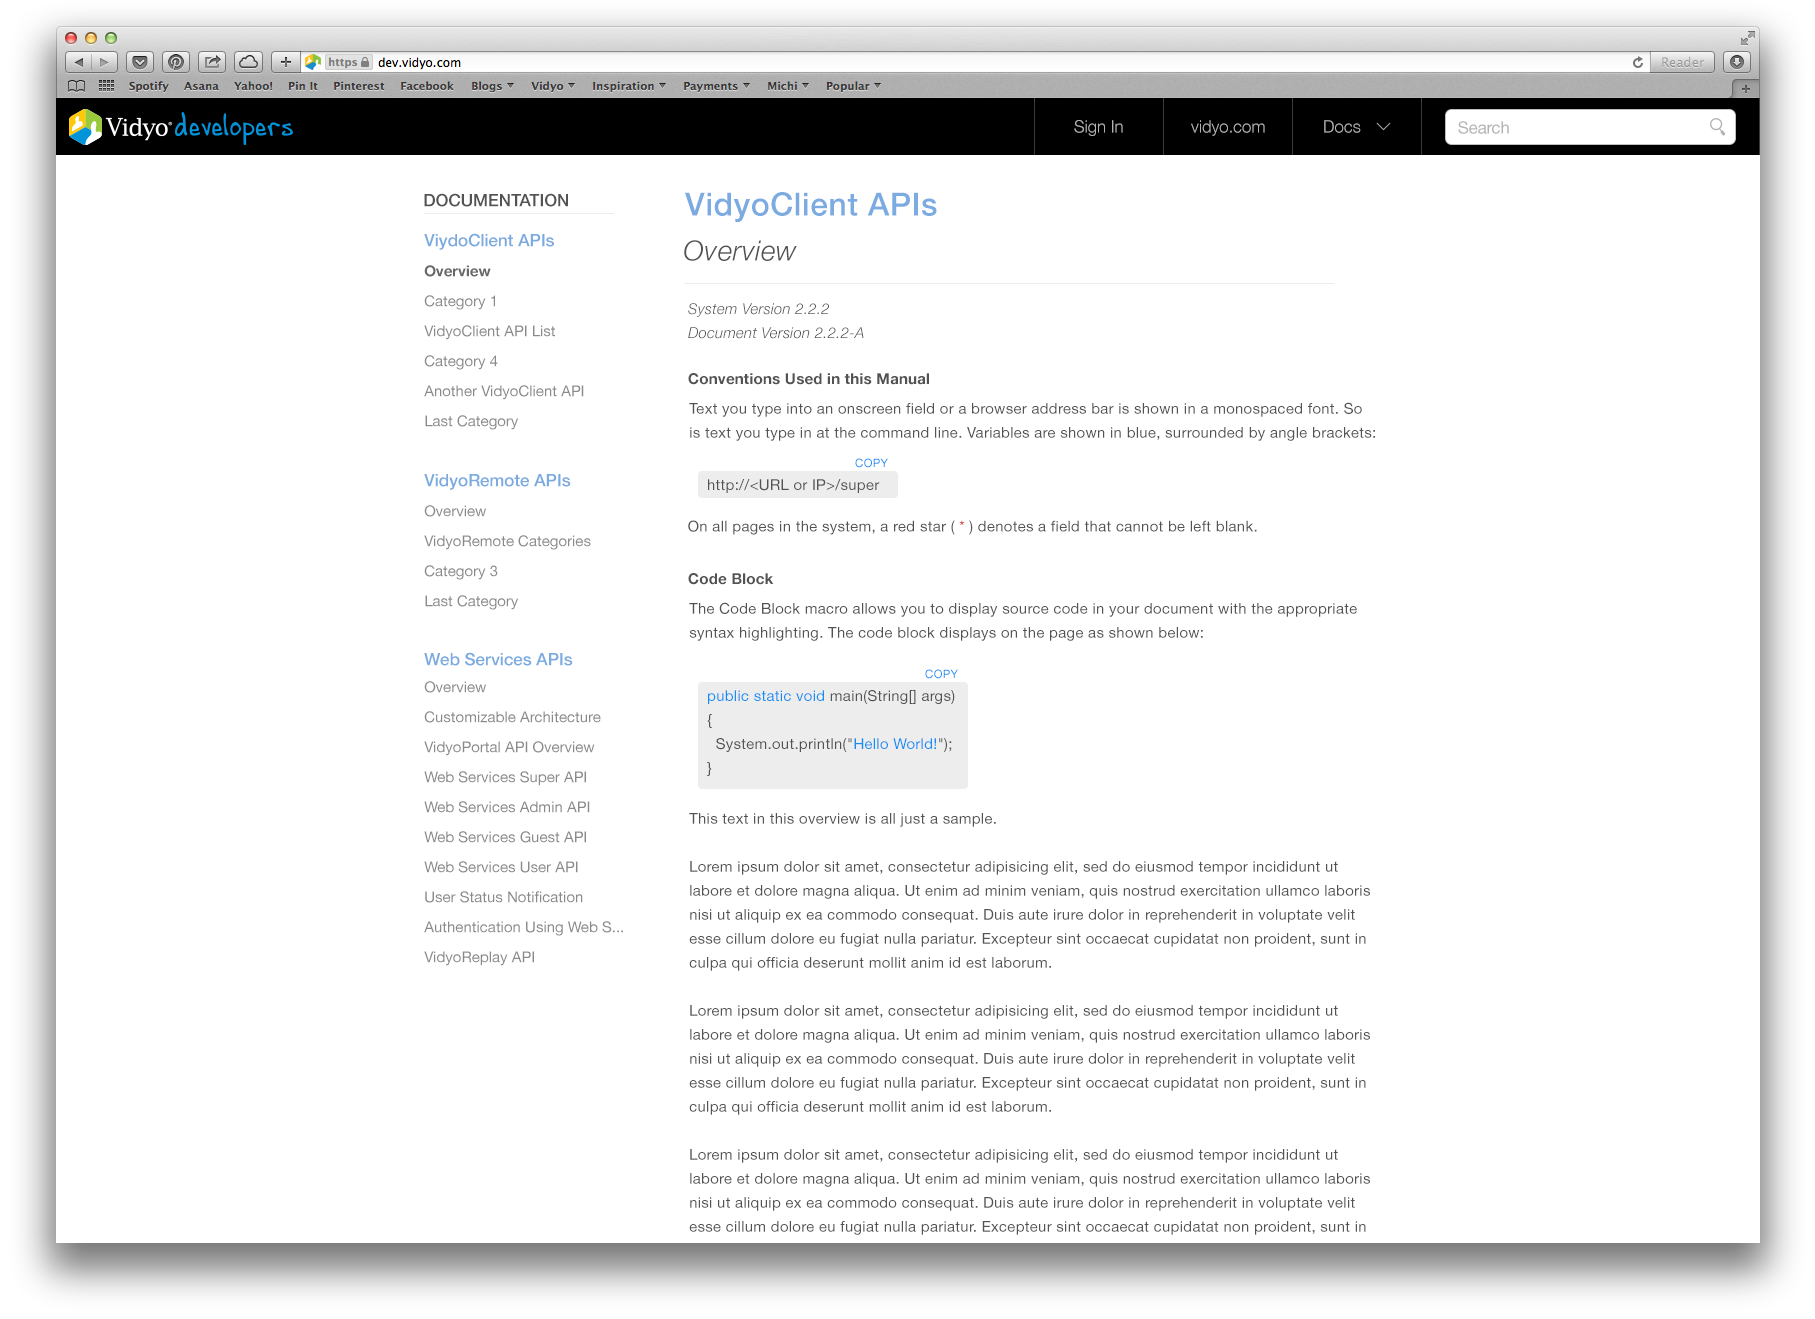 https dev.vidyo.com
Reader
Spotify Asana Yahoo! Pin It Pinterest Facebook Blogs Vidyo Inspiration Payments Michi Popular
Vidyo developers
Sign In
vidyo.com
Docs
Search
DOCUMENTATION
ViydoClient APIs
Overview
Category 1
VidyoClient API List
Category 4
Another VidyoClient API
Last Category
VidyoRemote APIs
Overview
VidyoRemote Categories
Category 3
Last Category
Web Services APIs
Overview
Customizable Architecture
VidyoPortal API Overview
Web Services Super API
Web Services Admin API
Web Services Guest API
Web Services User API
User Status Notification
Authentication Using Web S...
VidyoReplay API
VidyoClient APIs
Overview
System Version 2.2.2
Document Version 2.2.2-A
Conventions Used in this Manual
Text you type into an onscreen field or a browser address bar is shown in a monospaced font. So
is text you type in at the command line. Variables are shown in blue, surrounded by angle brackets:
COPY
http://<URL or IP>/super
On all pages in the system, a red star ( * ) denotes a field that cannot be left blank.
Code Block
The Code Block macro allows you to display source code in your document with the appropriate
syntax highlighting. The code block displays on the page as shown below:
COPY
public static void main(String[] args)
{
System.out.println("Hello World!");
}
This text in this overview is all just a sample.
Lorem ipsum dolor sit amet, consectetur adipisicing elit, sed do eiusmod tempor incididunt ut
labore et dolore magna aliqua. Ut enim ad minim veniam, quis nostrud exercitation ullamco laboris
nisi ut aliquip ex ea commodo consequat. Duis aute irure dolor in reprehenderit in voluptate velit
esse cillum dolore eu fugiat nulla pariatur. Excepteur sint occaecat cupidatat non proident, sunt in
culpa qui officia deserunt mollit anim id est laborum.
Lorem ipsum dolor sit amet, consectetur adipisicing elit, sed do eiusmod tempor incididunt ut
labore et dolore magna aliqua. Ut enim ad minim veniam, quis nostrud exercitation ullamco laboris
nisi ut aliquip ex ea commodo consequat. Duis aute irure dolor in reprehenderit in voluptate velit
esse cillum dolore eu fugiat nulla pariatur. Excepteur sint occaecat cupidatat non proident, sunt in
culpa qui officia deserunt mollit anim id est laborum.
Lorem ipsum dolor sit amet, consectetur adipisicing elit, sed do eiusmod tempor incididunt ut
labore et dolore magna aliqua. Ut enim ad minim veniam, quis nostrud exercitation ullamco laboris
nisi ut aliquip ex ea commodo consequat. Duis aute irure dolor in reprehenderit in voluptate velit
esse cillum dolore eu fugiat nulla pariatur. Excepteur sint occaecat cupidatat non proident, sunt in